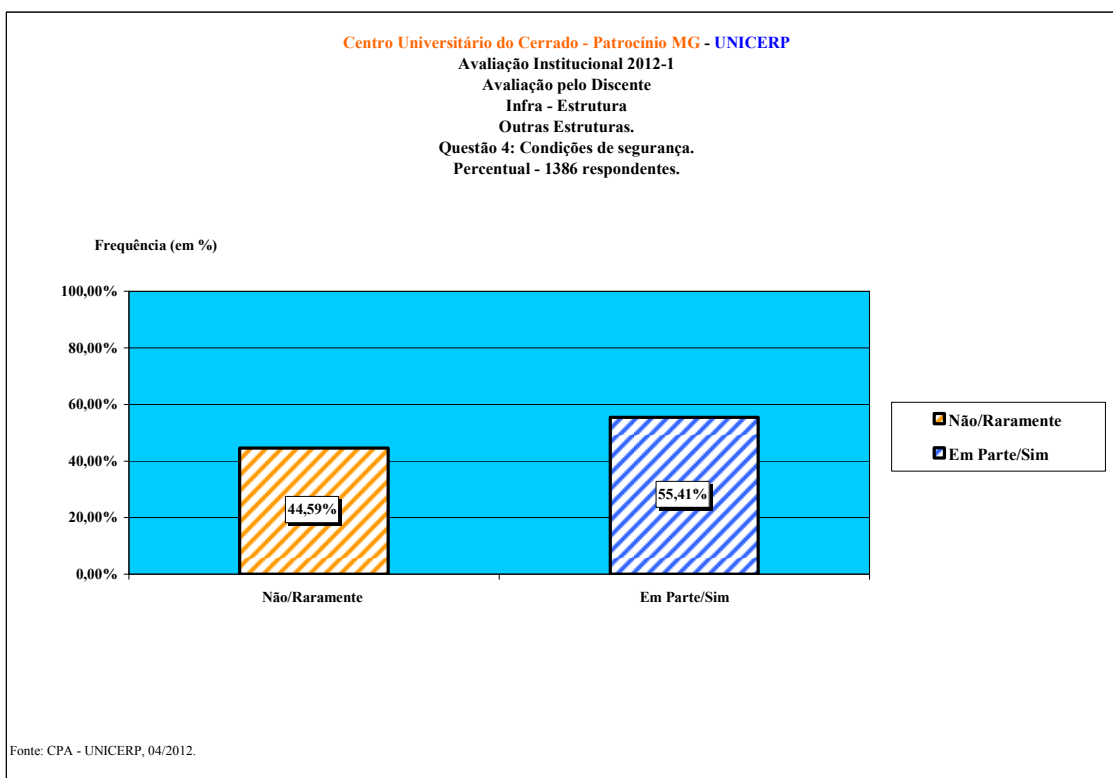 Centro Universitário do Cerrado - Patrocínio MG - UNICERP
Avaliação Institucional 2012-1
Avaliação pelo Discente
Infra - Estrutura
Outras Estruturas.
Questão 4: Condições de segurança.
Percentual - 1386 respondentes.
Frequência (em %)
100,00%
80,00%
60,00%
40,00%
20,00%
0,00%
44,59%
55,41%
Não/Raramente
Em Parte/Sim
Não/Raramente
Em Parte/Sim
Fonte: CPA - UNICERP, 04/2012.